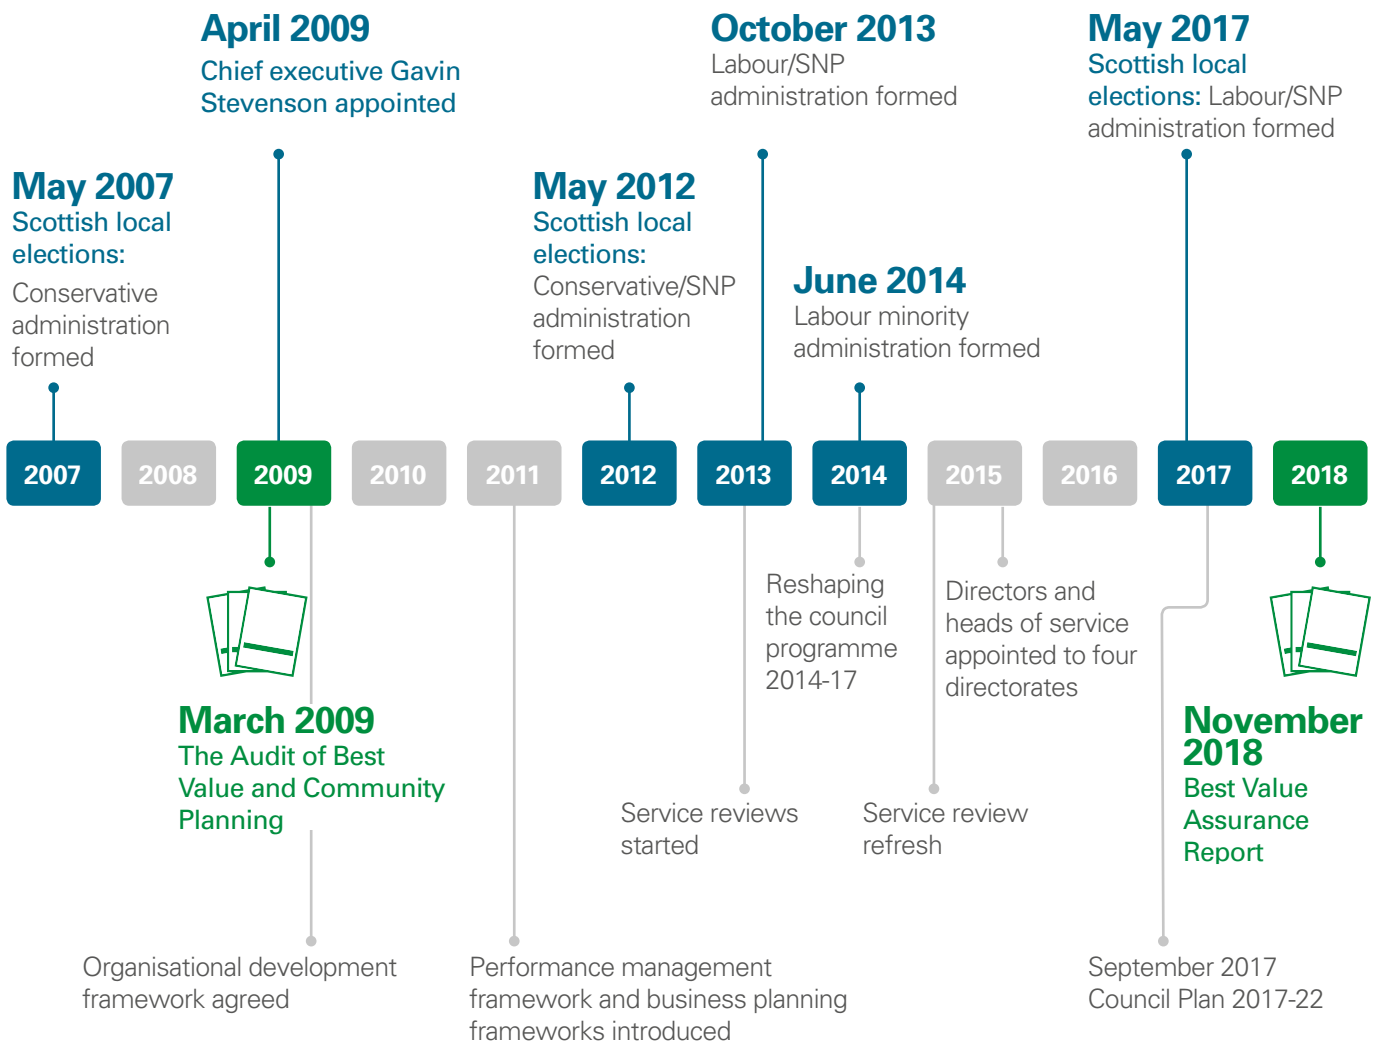 April 2009
Chief executive Gavin
Stevenson appointed
October 2013
Labour/SNP
administration formed
May 2017
Scottish local
elections: Labour/SNP
administration formed
May 2007
Scottish local
elections:
Conservative
administration
formed
May 2012
Scottish local
elections:
Conservative/SNP
administration
formed
June 2014
Labour minority
administration formed
2007
2008
2009
2010
2011
2012
2013
2014
2015
2016
2017
2018
Reshaping
the council
programme
2014-17
Directors and
heads of service
appointed to four
directorates
March 2009
The Audit of Best
Value and Community
Planning
November
2018
Best Value
Assurance
Report
Service reviews
started
Service review
refresh
Organisational development
framework agreed
Performance management
framework and business planning
frameworks introduced
September 2017
Council Plan 2017-22